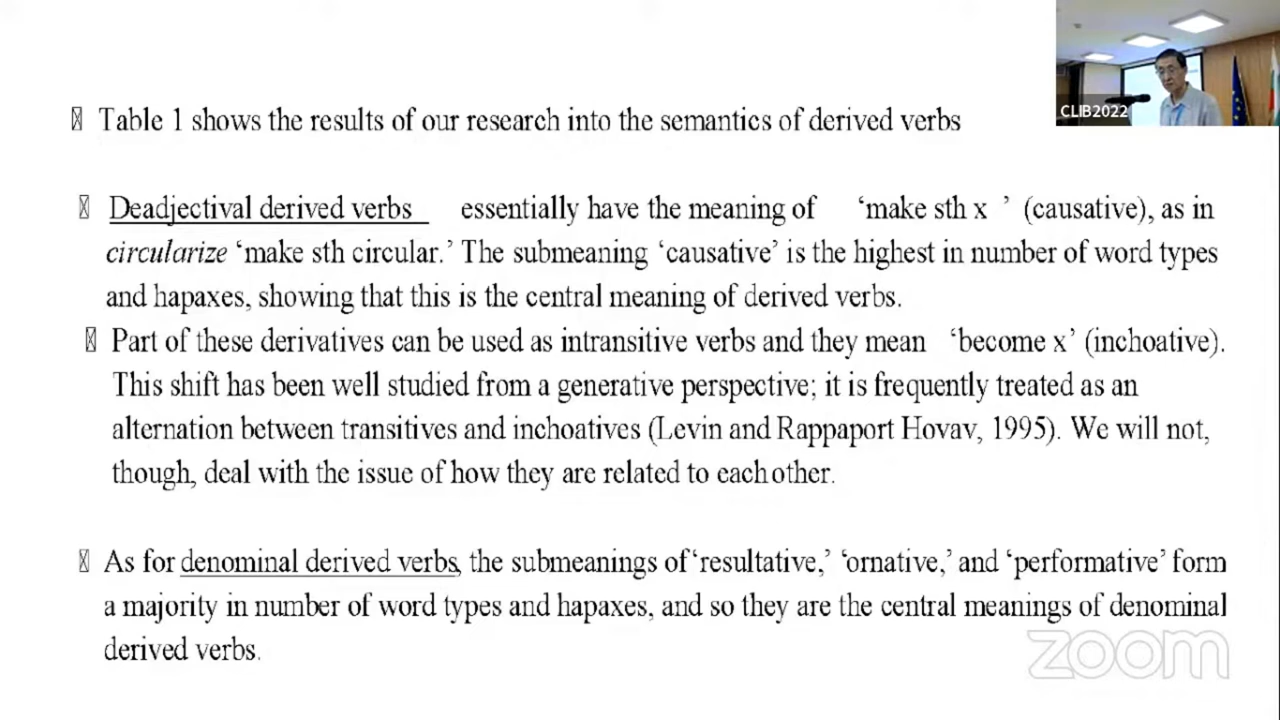 CLIB2022
Table 1 shows the results of our research into the semantics of derived verbs
Deadjectival derived verbs essentially have the meaning of ‘make sth x ’ (causative), as in
circularize ‘make sth circular.’ The submeaning ‘causative’ is the highest in number of word types
and hapaxes, showing that this is the central meaning of derived verbs.
Part of these derivatives can be used as intransitive verbs and they mean ‘become x’ (inchoative).
This shift has been well studied from a generative perspective; it is frequently treated as an
alternation between transitives and inchoatives (Levin and Rappaport Hovav, 1995). We will not,
though, deal with the issue of how they are related to each other.
As for denominal derived verbs, the submeanings of ‘resultative,’ ‘ornative,’ and ‘performative’ form
a majority in number of word types and hapaxes, and so they are the central meanings of denominal
derived verbs.
zoom